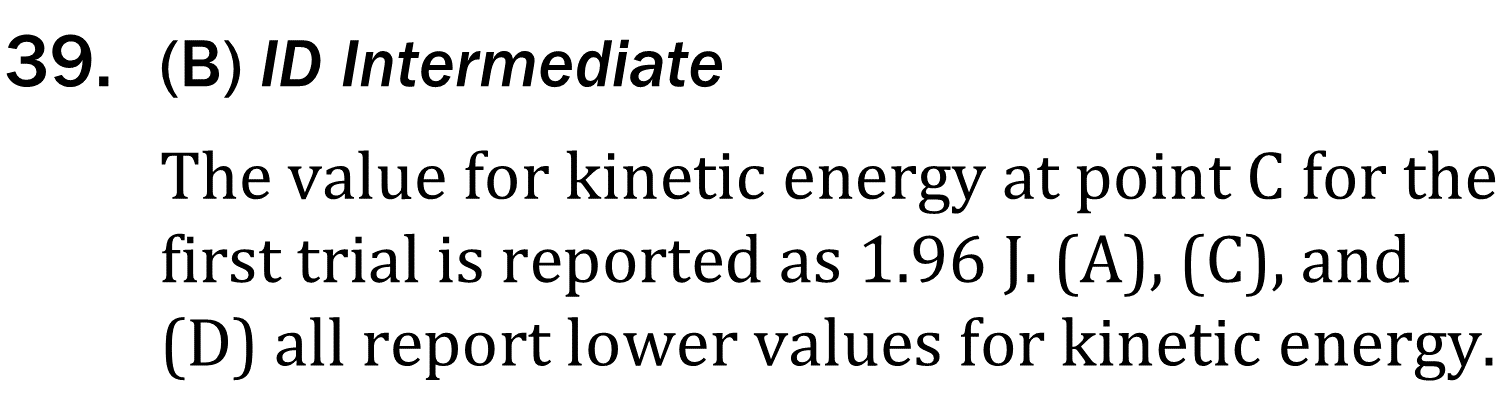 39. (B) ID Intermediate
The value for kinetic energy at point C for the
first trial is reported as 1.96 J. (A), (C), and
(D) all report lower values for kinetic energy.